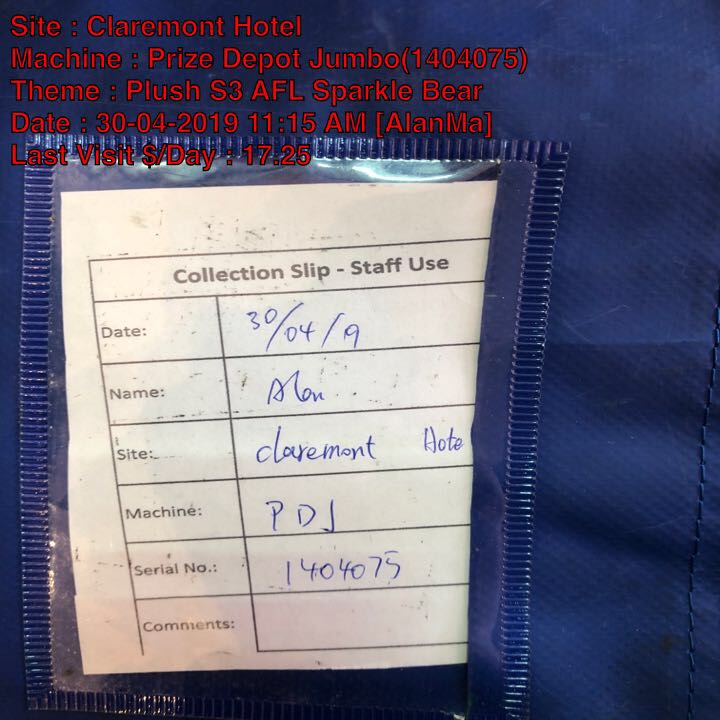 Site : Claremont Hotel
Machine : Prize Depot Jumbo(1404075)
Theme : Plush S3 AFL Sparkle Bear
Date : 30-04-2019 11:15 AM [AlanMa]
Last Visit $/Day : 17.25
Collection Slip - Staff Use
Date: 30/04/19
Name: Alan
Site: claremont Hote
Machine: PDJ
Serial No.: 1404075
Comments: